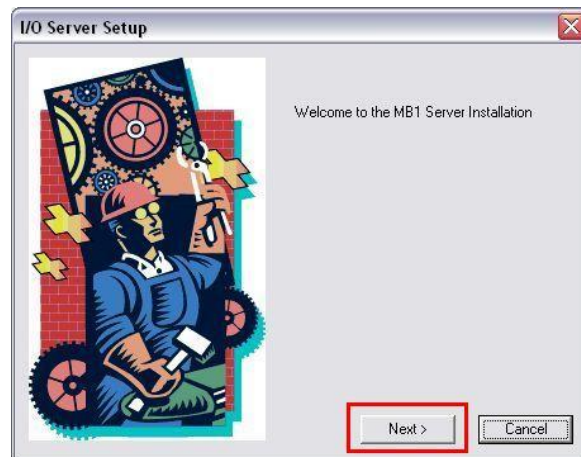 I/O Server Setup
Welcome to the MB1 Server Installation
Next >
Cancel